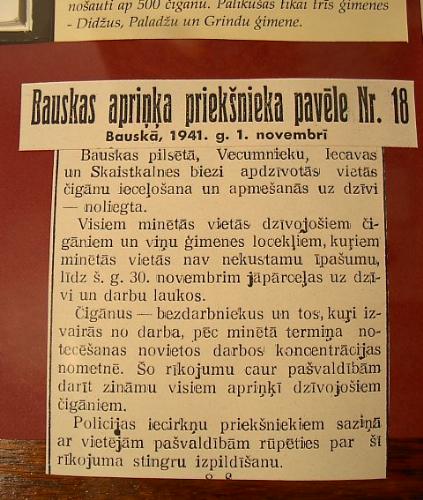 nošauti ap 500 čigānu. Palikušas tikai trīs ģimenes
- Didžus, Paladžu un Grindu ģimenes
Bauskas apriņķa priekšnieka pavēle Nr. 18
Bauskā, 1941. g. 1. novembrī
Bauskas pilsētā, Vecumnieku, Iecavas
un Skaistkalnes biezi apdzīvotās vietās
čigānu ieceļošana un apmešanās uz dzīvi
— noliegta.
Visiem minētās vietās dzīvojošiem či-
gāniem un viņu ģimenes locekļiem, kuŗiem
minētās vietās nav nekustamu īpašumu,
līdz š. g. 30. novembrim jāpārceļas uz dzī-
vi un darbu laukos.
Čigānus — bezdarbniekus un tos, kuŗi iz-
vairās no darba, pēc minētā termiņa no-
tecēšanas novietos darbos koncentrācijas
nometnē. Šo rīkojumu caur pašvaldībām
darīt zināmu visiem apriņķī dzīvojošiem
čigāniem.
Policijas iecirkņu priekšniekiem saziņā
ar vietējām pašvaldībām rūpēties par šī
rīkojuma stingru izpildīšanu.